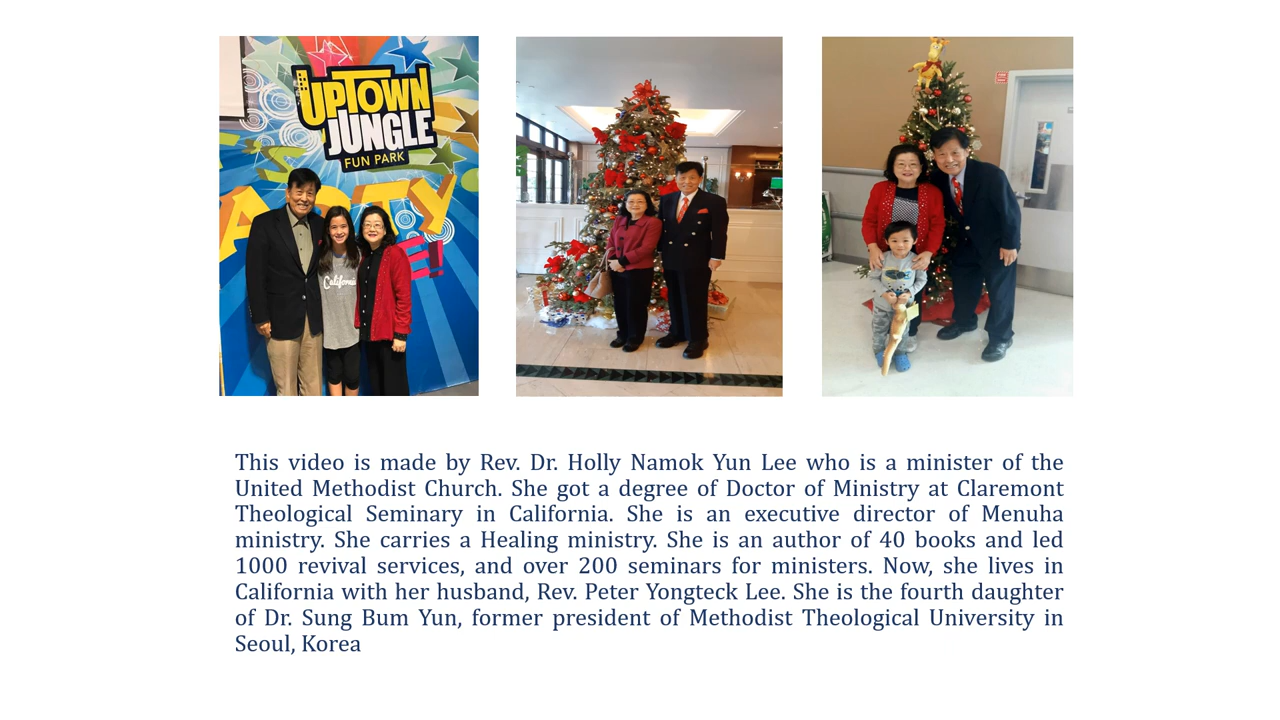 UPTOWN
JUNGLE
FUN PARK
PARTY
California
This video is made by Rev. Dr. Holly Namok Yun Lee who is a minister of the
United Methodist Church. She got a degree of Doctor of Ministry at Claremont
Theological Seminary in California. She is an executive director of Menuha
ministry. She carries a Healing ministry. She is an author of 40 books and led
1000 revival services, and over 200 seminars for ministers. Now, she lives in
California with her husband, Rev. Peter Yongteck Lee. She is the fourth daughter
of Dr. Sung Bum Yun, former president of Methodist Theological University in
Seoul, Korea